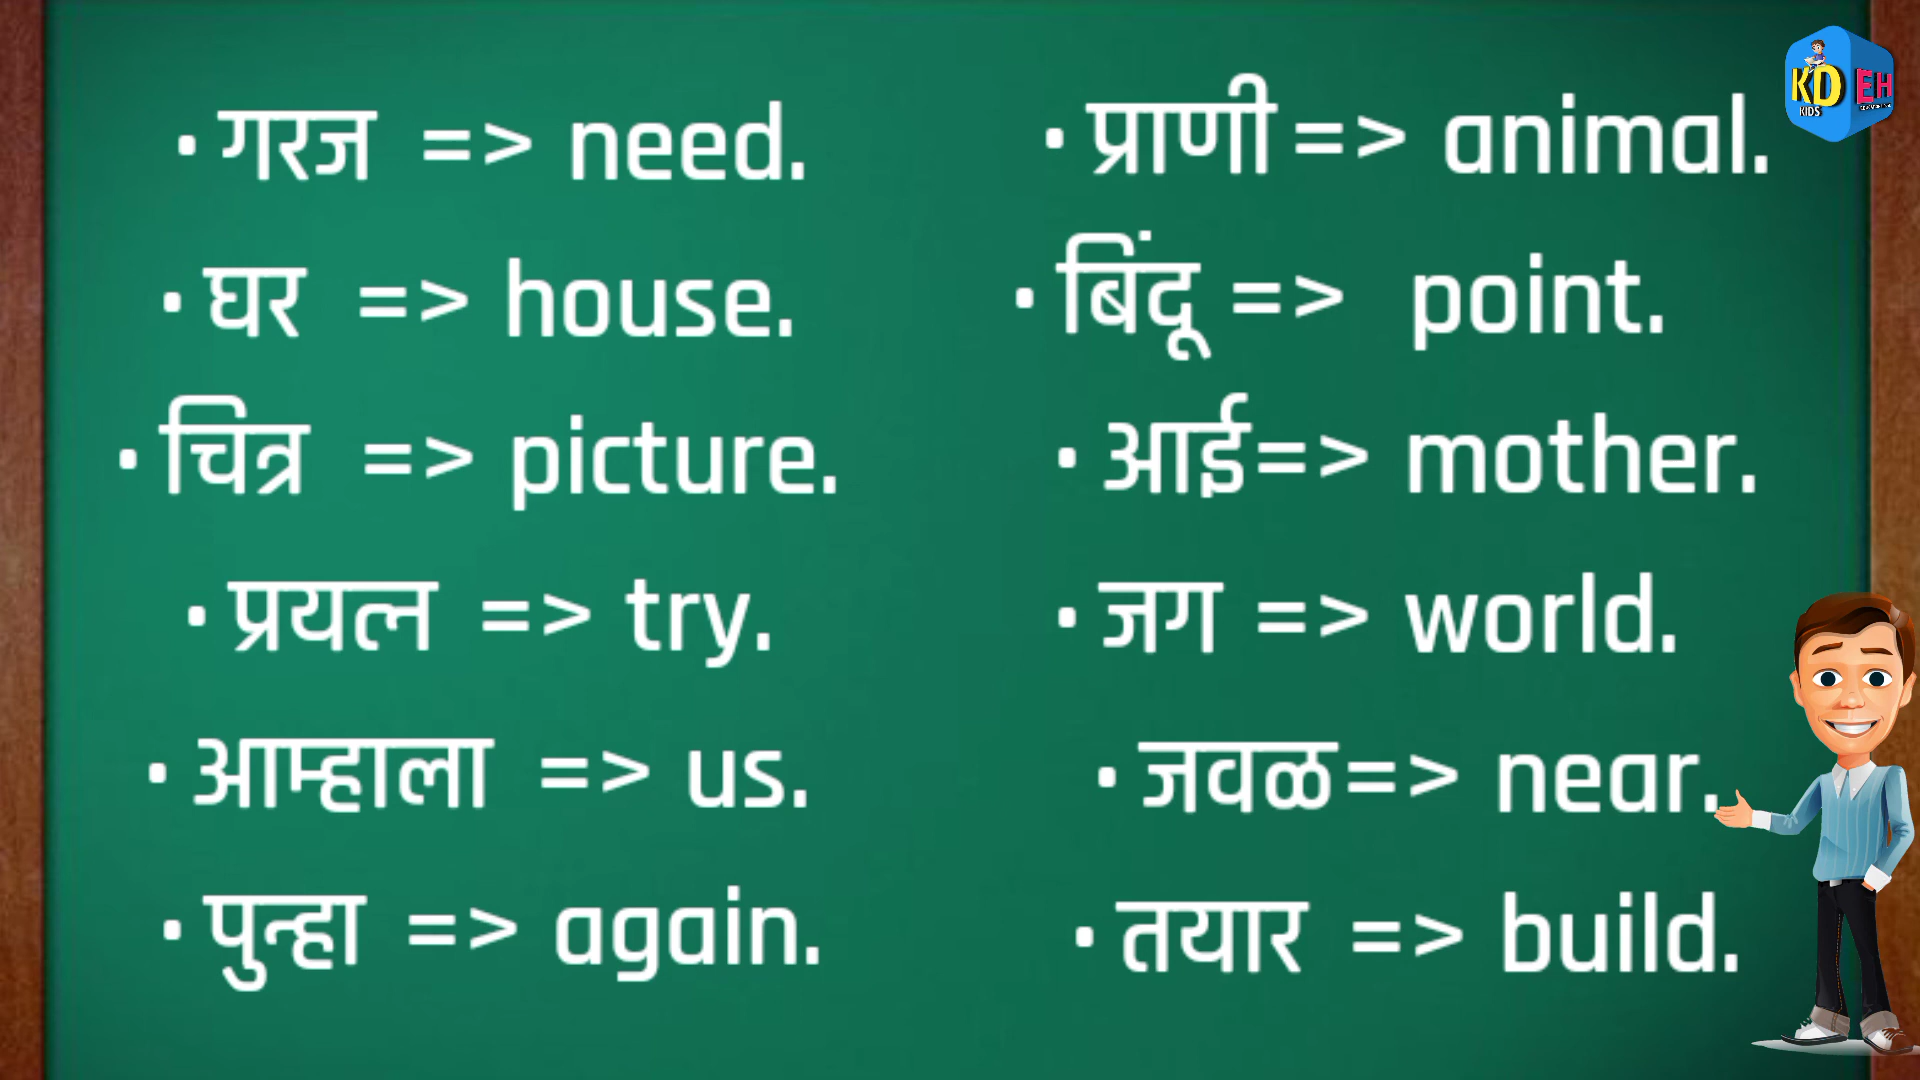 • गरज => need.
• घर => house.
• चित्र => picture.
• प्रयत्न => try.
• आम्हाला => us.
• पुन्हा => again.
• प्राणी => animal.
• बिंदू => point.
• आई=> mother.
• जग => world.
• जवळ=> near.
• तयार => build.
KD EH
KIDS